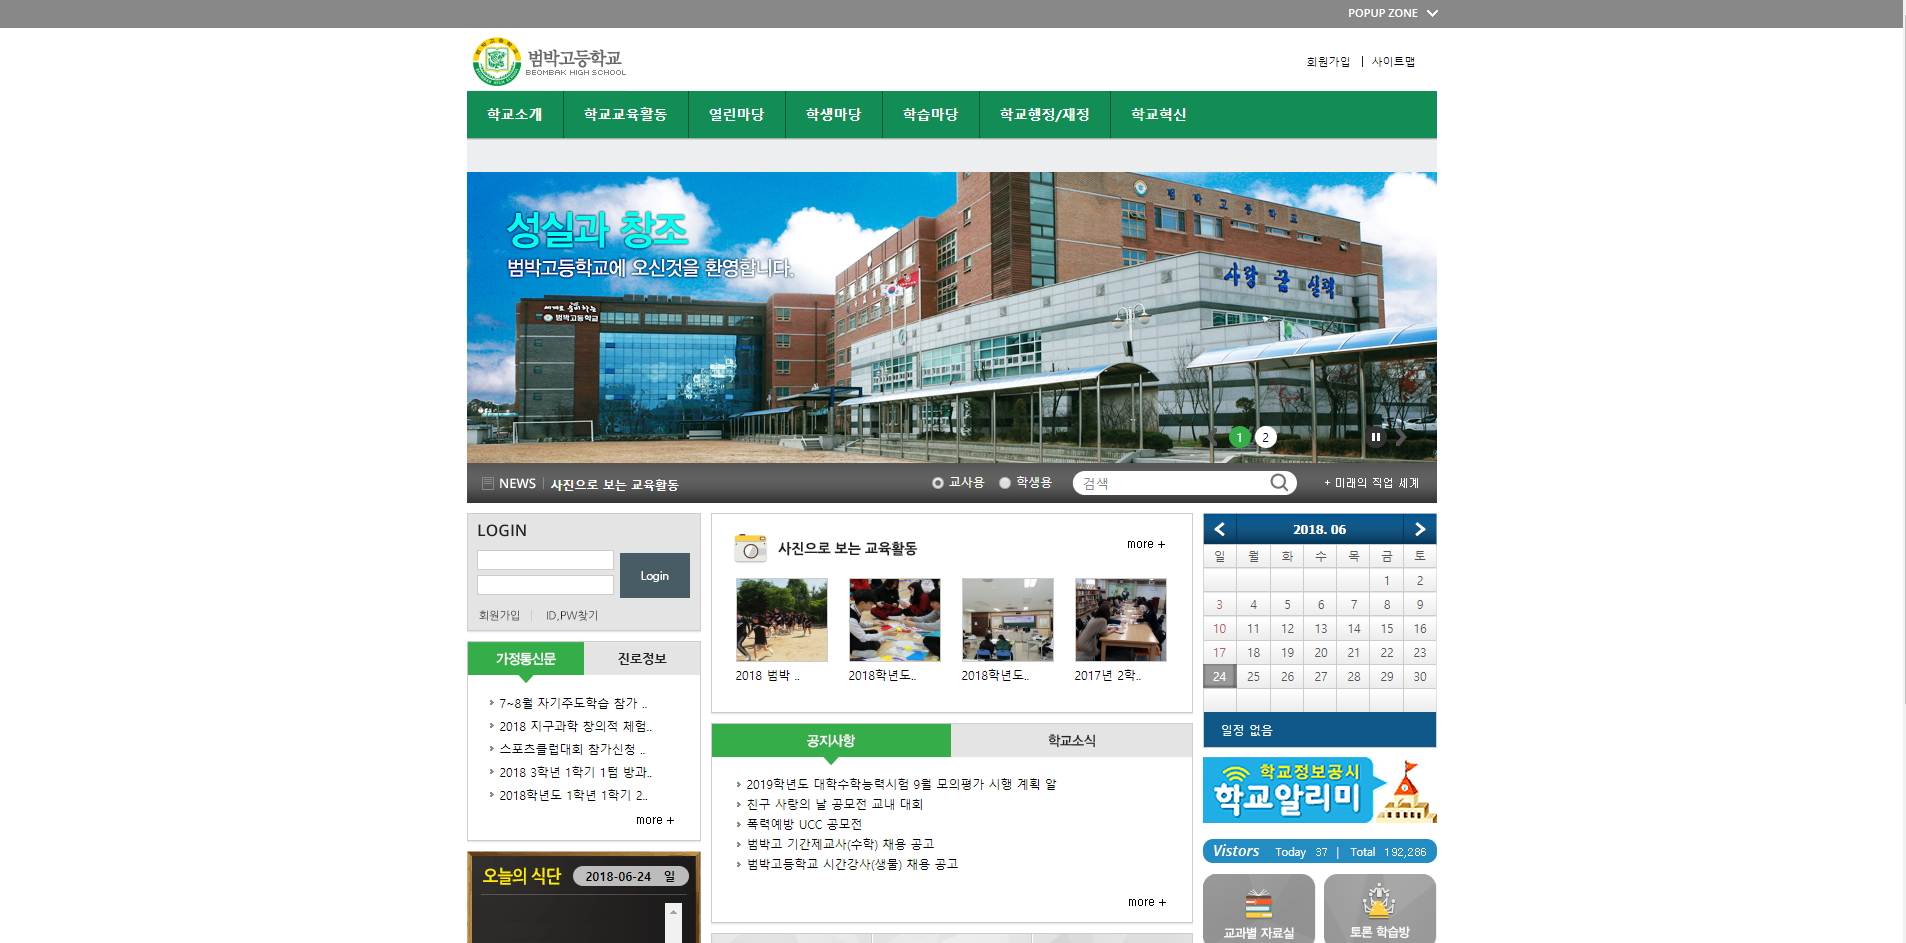 POPUP ZONE
범박고등학교
BEOMBAK HIGH SCHOOL
회원가입 | 사이트맵
학교소개 학교교육활동 열린마당 학생마당 학습마당 학교행정/재정 학교혁신
성실과 창조
범박고등학교에 오신것을 환영합니다.
범박고등학교
사랑 꿈 실력
범박고등학교
1 2
NEWS 사진으로 보는 교육활동 교사용 학생용 검색 + 미래의 직업 세계
LOGIN
Login
회원가입 ID,PW찾기
가정통신문 진로정보
7~8월 자기주도학습 참가 ..
2018 지구과학 창의적 체험..
스포츠클럽대회 참가신청 ..
2018 3학년 1학기 1텀 방과..
2018학년도 1학년 1학기 2..
more +
오늘의 식단 2018-06-24 일
사진으로 보는 교육활동 more +
2018 범박 .. 2018학년도.. 2018학년도.. 2017년 2학..
공지사항 학교소식
2019학년도 대학수학능력시험 9월 모의평가 시행 계획 알
친구 사랑의 날 공모전 교내 대회
폭력예방 UCC 공모전
범박고 기간제교사(수학) 채용 공고
범박고등학교 시간강사(생물) 채용 공고
more +
2018. 06
일 월 화 수 목 금 토
1 2
3 4 5 6 7 8 9
10 11 12 13 14 15 16
17 18 19 20 21 22 23
24 25 26 27 28 29 30
일정 없음
학교정보공시
학교알리미
Vistors Today 37 | Total 192,286
교과별 자료실 토론 학습방